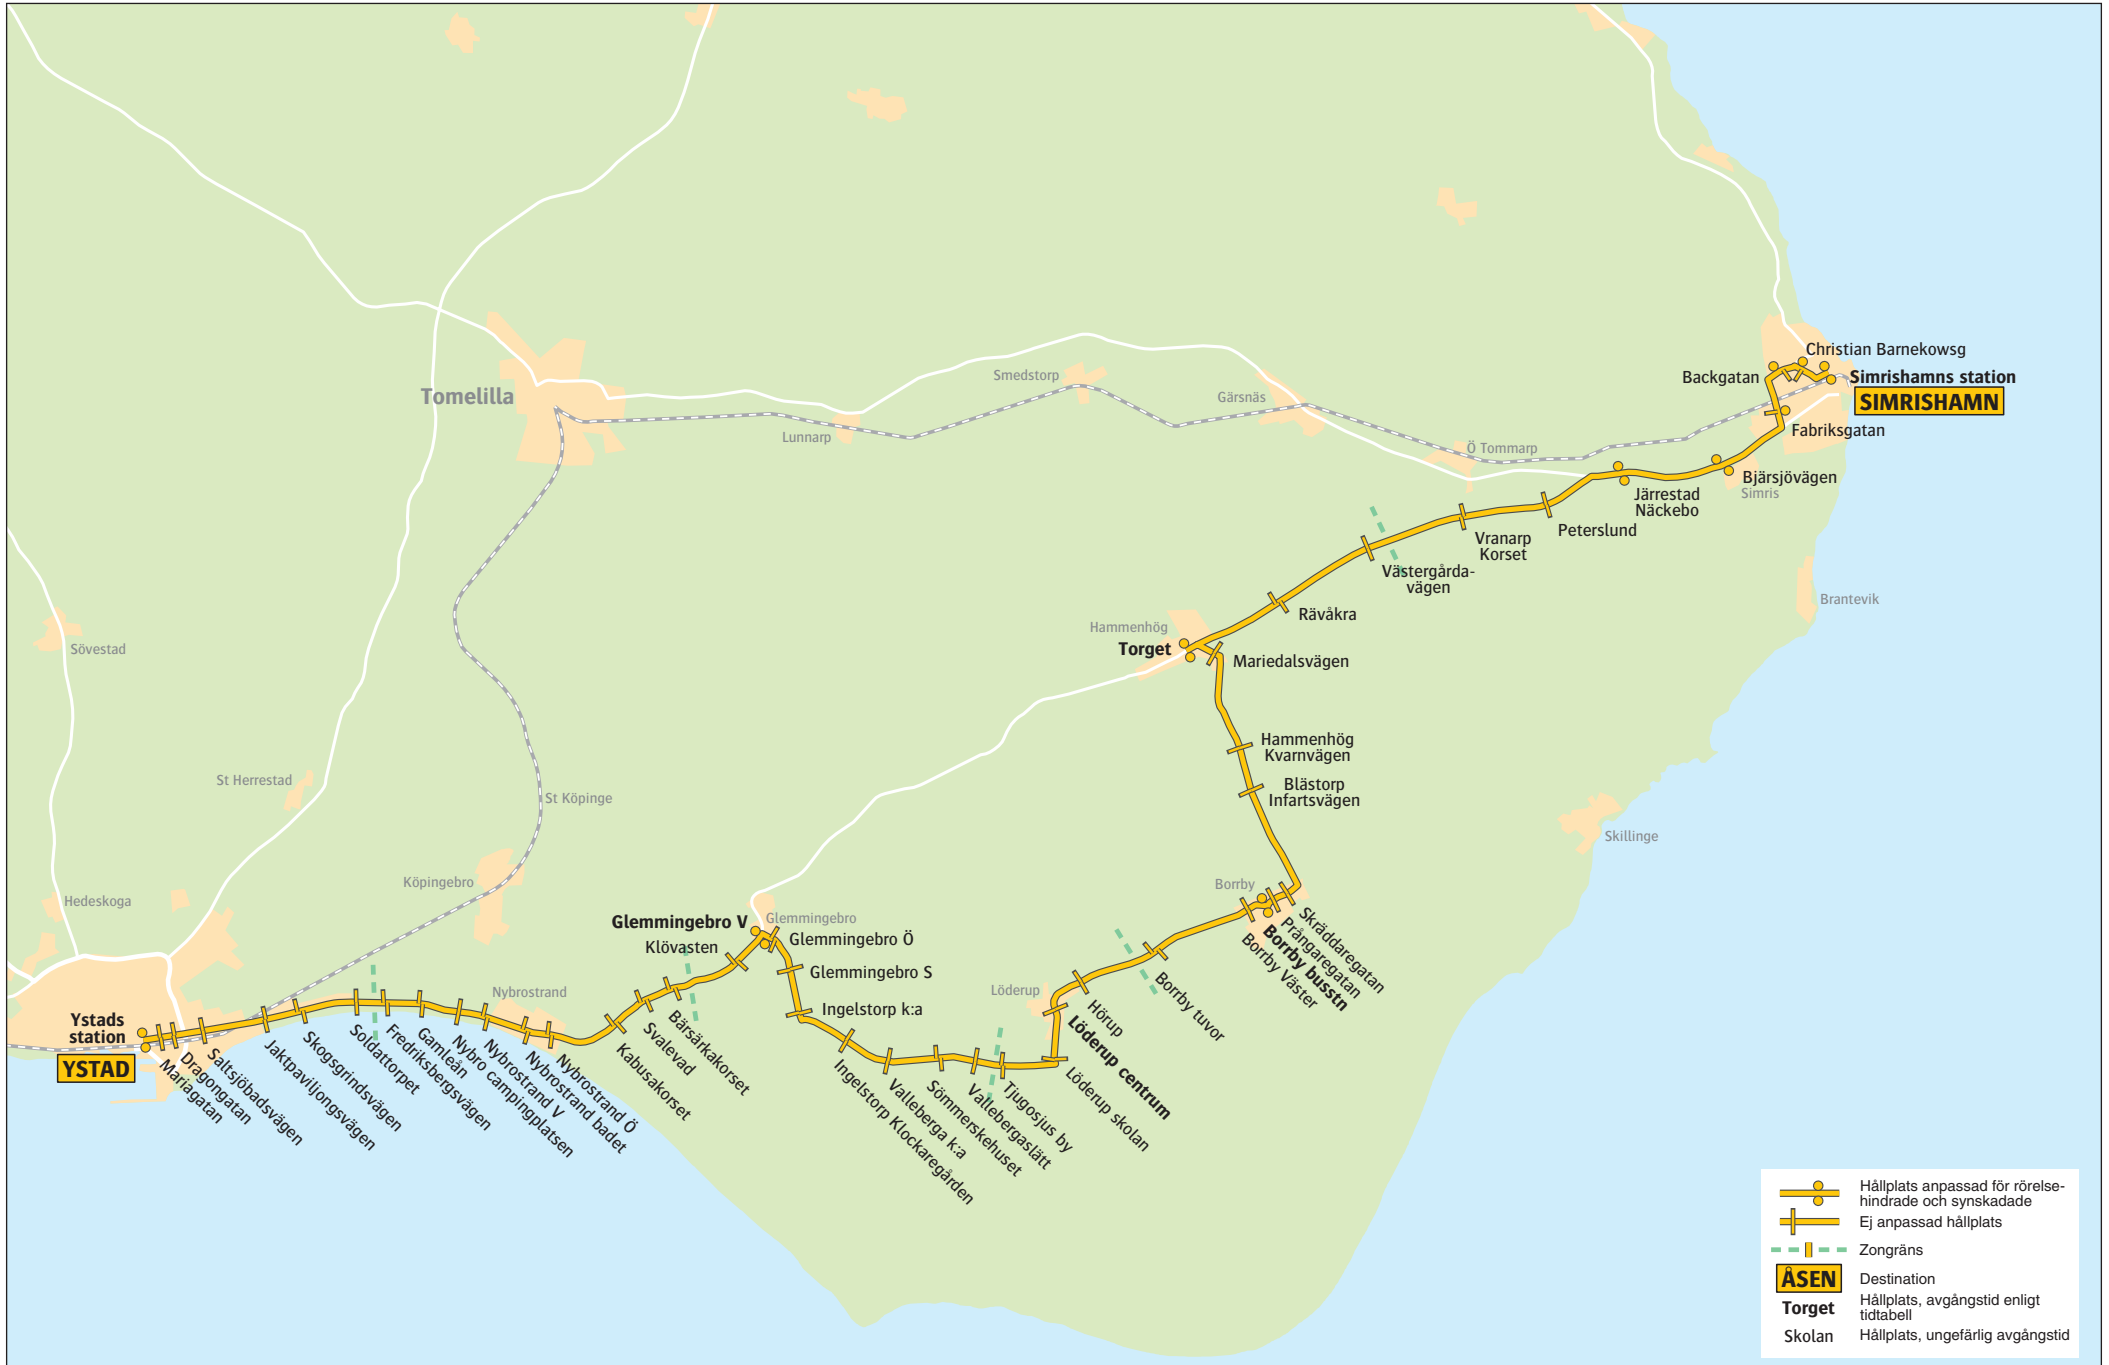 Tomelilla
Smedstorp
Lunnarp
Gärsnäs
Ö Tommarp
Christian Barnekowsg
Backgatan
Simrishamns station
SIMRISHAMN
Fabriksgatan
Bjärsjövägen
Simris
Järrestad
Näckebo
Peterslund
Vranarp
Korset
Västergårda-
vägen
Rävåkra
Brantevik
Hammenhög
Torget
Mariedalsvägen
Hammenhög
Kvarnvägen
Blästorp
Infartsvägen
Skillinge
Sövestad
St Herrestad
St Köpinge
Köpingebro
Hedeskoga
Borrby
Skräddaregatan
Prångaregatan
Borrby busstn
Borrby Väster
Borrby tuvor
Löderup
Hörup
Löderup centrum
Löderup skolan
Tjugosjus by
Vallebergaslätt
Sömmerskehuset
Valleberga k:a
Ingelstorp Klockaregården
Ingelstorp k:a
Glemmingebro S
Glemmingebro Ö
Glemmingebro
Glemmingebro V
Klövasten
Bärsärkakorset
Svalevad
Kabusakorset
Nybrostrand
Nybrostrand Ö
Nybrostrand badet
Nybrostrand V
Nybro campingplatsen
Gamleån
Fredriksbergsvägen
Soldattorpet
Skogsgrindsvägen
Jaktpaviljongsvägen
Saltsjöbadsvägen
Dragongatan
Mariagatan
Ystads
station
YSTAD
Hållplats anpassad för rörelse-
hindrade och synskadade
Ej anpassad hållplats
Zongräns
ÅSEN Destination
Torget Hållplats, avgångstid enligt
tidtabell
Skolan Hållplats, ungefärlig avgångstid